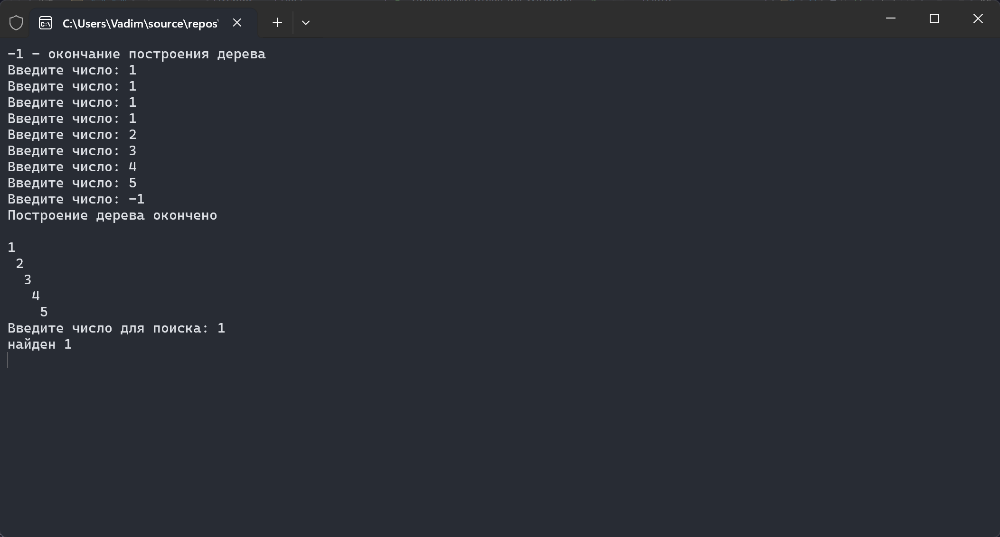 C:\Users\Vadim\source\repos\
-1 - окончание построения дерева
Введите число: 1
Введите число: 1
Введите число: 1
Введите число: 1
Введите число: 2
Введите число: 3
Введите число: 4
Введите число: 5
Введите число: -1
Построение дерева окончено
1
2
3
4
5
Введите число для поиска: 1
найден 1